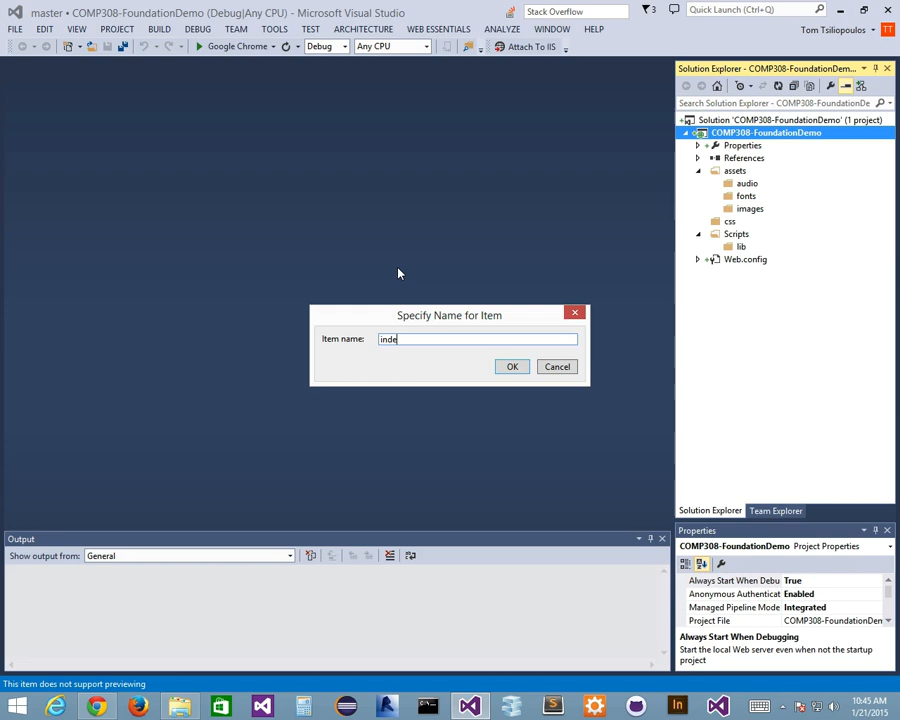 master • COMP308-FoundationDemo (Debug|Any CPU) - Microsoft Visual Studio
Stack Overflow
3
Quick Launch (Ctrl+Q)
FILE EDIT VIEW PROJECT BUILD DEBUG TEAM TOOLS TEST ARCHITECTURE WEB ESSENTIALS ANALYZE WINDOW HELP
Tom Tsiliopoulos
TT
Google Chrome
Debug
Any CPU
Attach To IIS
Solution Explorer - COMP308-FoundationDem...
Search Solution Explorer - COMP308-FoundationDe
Solution 'COMP308-FoundationDemo' (1 project)
COMP308-FoundationDemo
Properties
References
assets
audio
fonts
images
css
Scripts
lib
Web.config
Specify Name for Item
Item name: inde
OK Cancel
Solution Explorer Team Explorer
Output
Show output from: General
Properties
COMP308-FoundationDemo Project Properties
Always Start When Debu True
Anonymous Authenticat Enabled
Managed Pipeline Mode Integrated
Project File COMP308-FoundationDem
Always Start When Debugging
Start the local Web server even when not the startup
project
This item does not support previewing
10:45 AM
1/21/2015